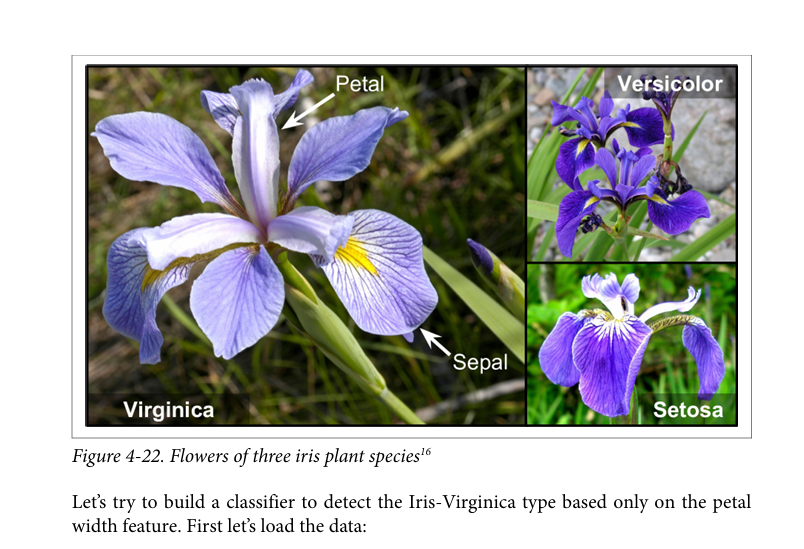 Petal
Versicolor
Sepal
Virginica
Setosa
Figure 4-22. Flowers of three iris plant species16
Let’s try to build a classifier to detect the Iris-Virginica type based only on the petal
width feature. First let’s load the data: